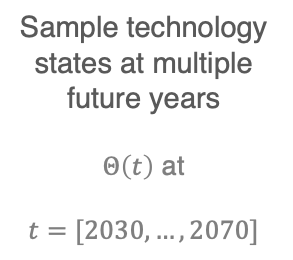 Sample technology
states at multiple
future years
Θ(t) at
t = [2030, ... , 2070]